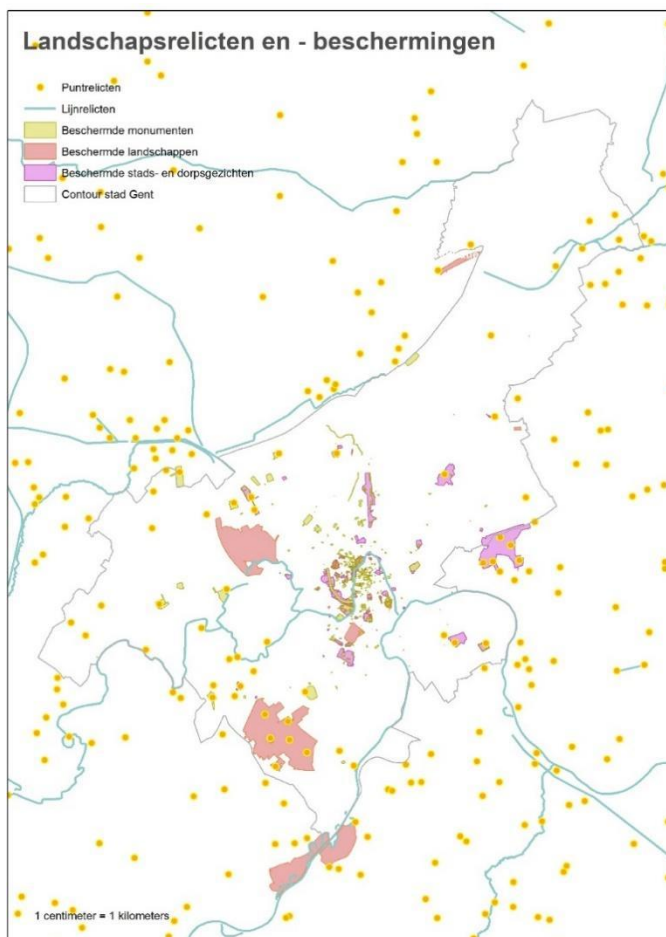 Landschapsrelicten en - beschermingen
Puntrelicten
Lijnrelicten
Beschermde monumenten
Beschermde landschappen
Beschermde stads- en dorpsgezichten
Contour stad Gent
1 centimeter = 1 kilometers